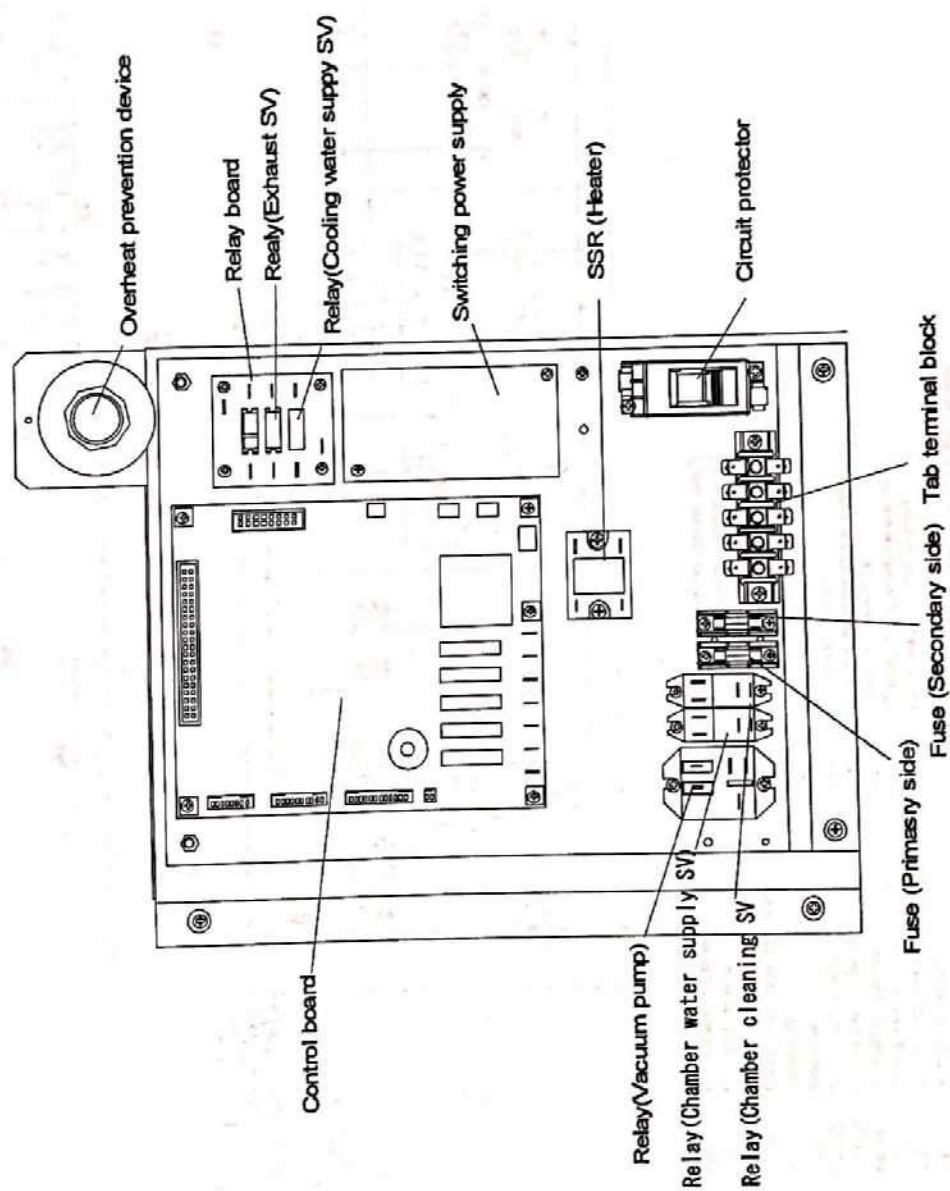 Overheat prevention device
Relay board
Realy(Exhaust SV)
Relay(Cooling water suppy SV)
Switching power supply
SSR (Heater)
Circuit protector
Tab terminal block
Fuse (Secondary side)
Fuse (Primasry side)
Control board
Relay(Vacuum pump)
Relay(Chamber water supply SV)
Relay(Chamber cleaning SV